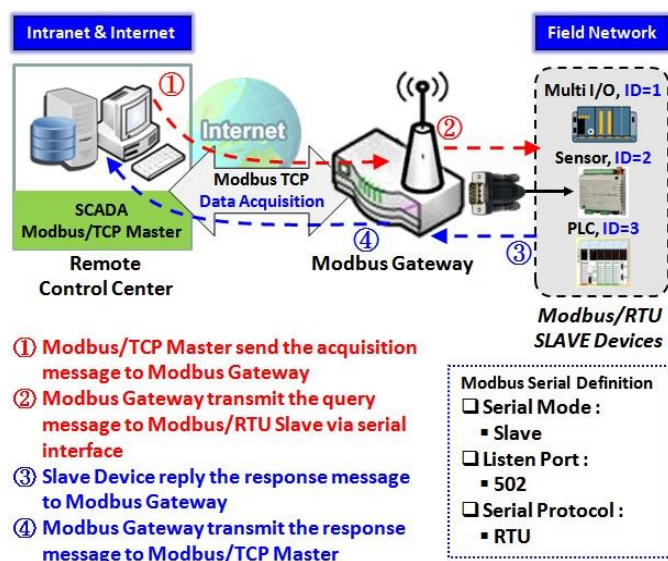 Intranet & Internet
Field Network
① Internet
② Multi I/O, ID=1
Sensor, ID=2
PLC, ID=3
Modbus TCP
Data Acquisition
④
③
SCADA
Modbus/TCP Master
Remote
Control Center
Modbus Gateway
Modbus/RTU
SLAVE Devices
① Modbus/TCP Master send the acquisition
message to Modbus Gateway
② Modbus Gateway transmit the query
message to Modbus/RTU Slave via serial
interface
③ Slave Device reply the response message
to Modbus Gateway
④ Modbus Gateway transmit the response
message to Modbus/TCP Master
Modbus Serial Definition
❑ Serial Mode :
▪ Slave
❑ Listen Port :
▪ 502
❑ Serial Protocol :
▪ RTU